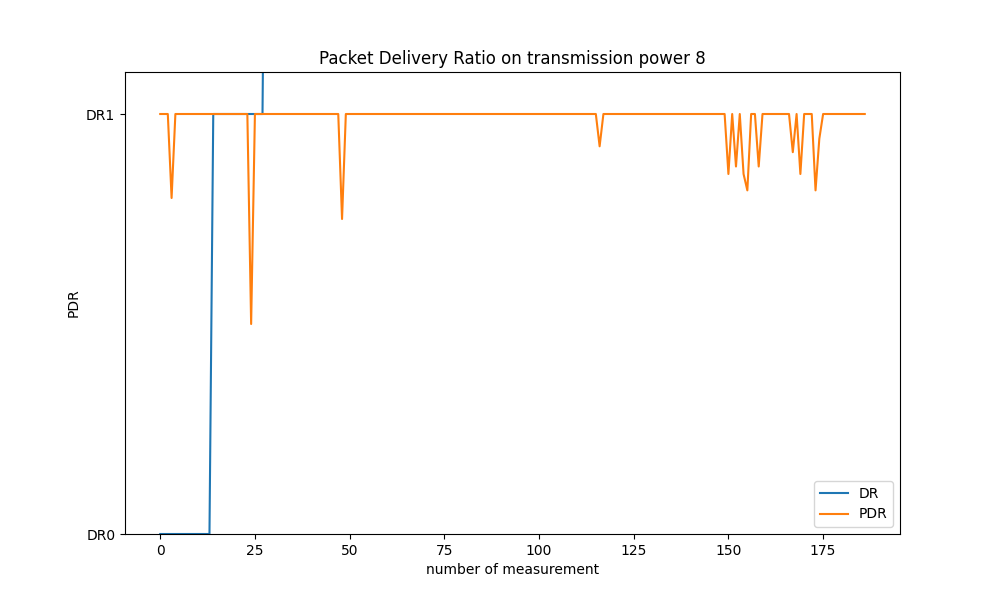 Packet Delivery Ratio on transmission power 8
DR1
PDR
DR0
0 25 50 75 100 125 150 175
number of measurement
DR
PDR